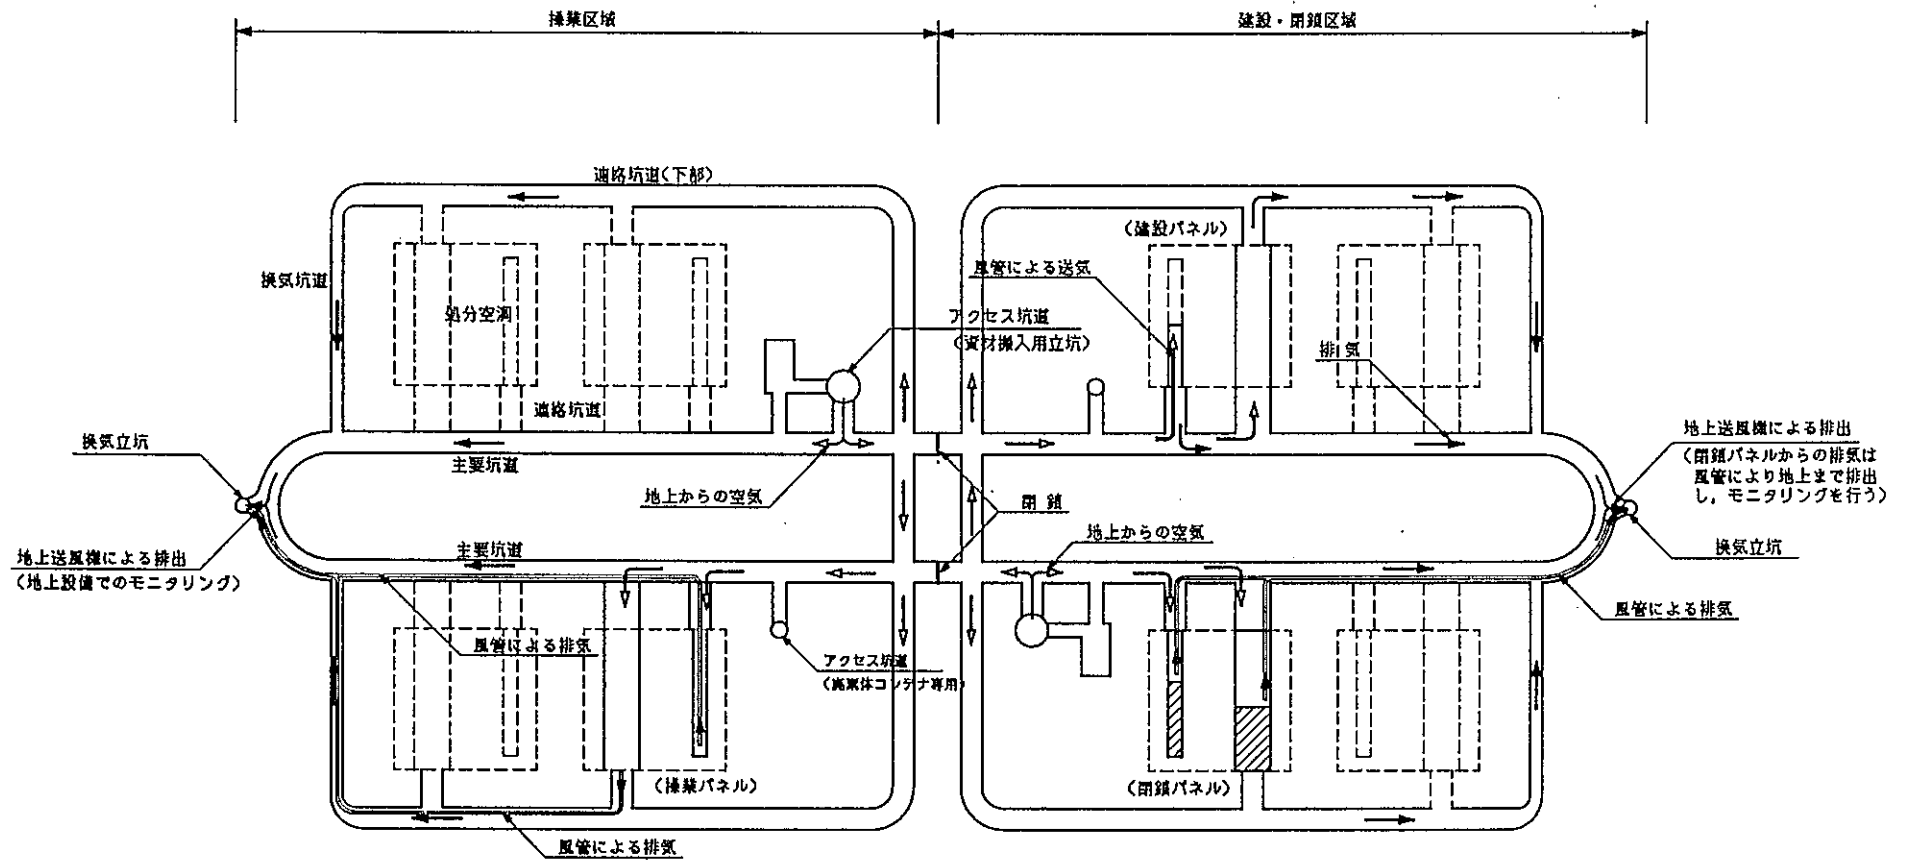 操業区域
建設・閉鎖区域
連絡坑道(下部)
(建設パネル)
風管による送気
換気坑道
処分空洞
アクセス坑道
(資材搬入用立坑)
排気
連絡坑道
換気立坑
主要坑道
地上からの空気
閉鎖
地上送風機による排出
(閉鎖パネルからの排気は
風管により地上まで排出
し,モニタリングを行う)
地上からの空気
換気立坑
主要坑道
地上送風機による排出
(地上設備でのモニタリング)
風管による排気
風管による排気
アクセス坑道
(廃棄体コンテナ専用)
(操業パネル)
(閉鎖パネル)
風管による排気